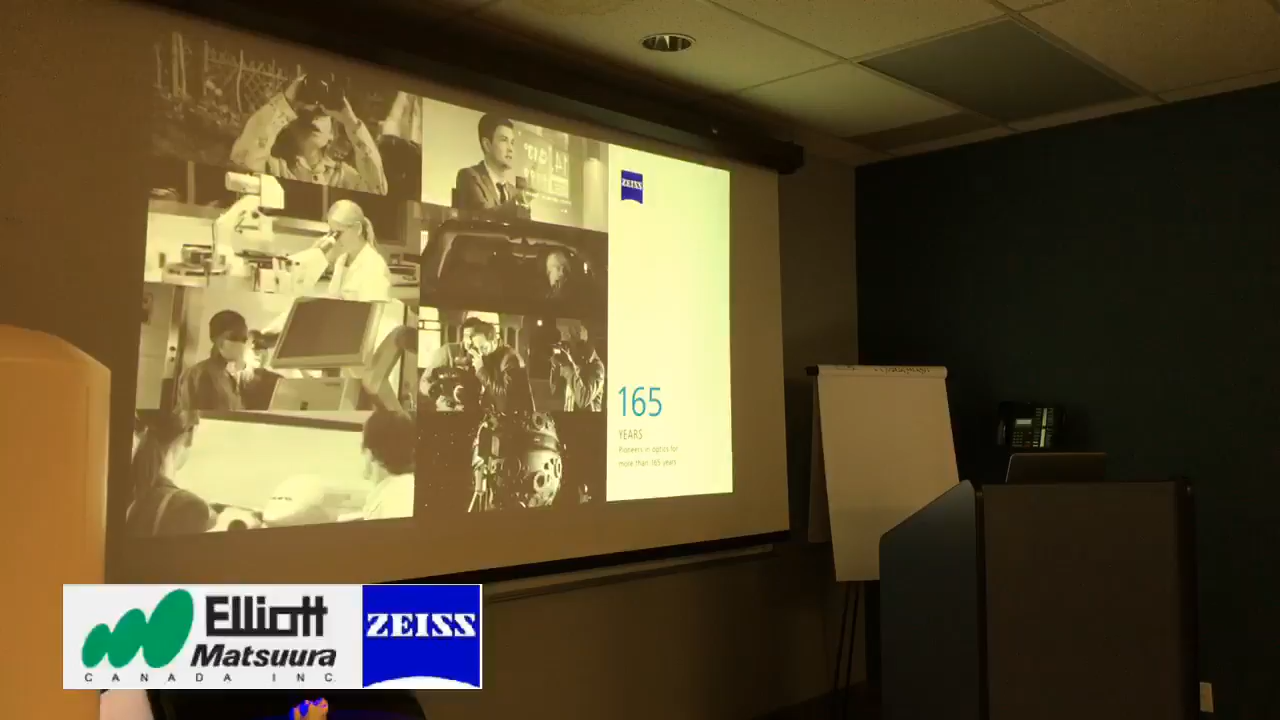 ZEISS
165
YEARS
Pioneers in optics for
more than 165 years
Elliott
Matsuura
CANADA INC.
ZEISS